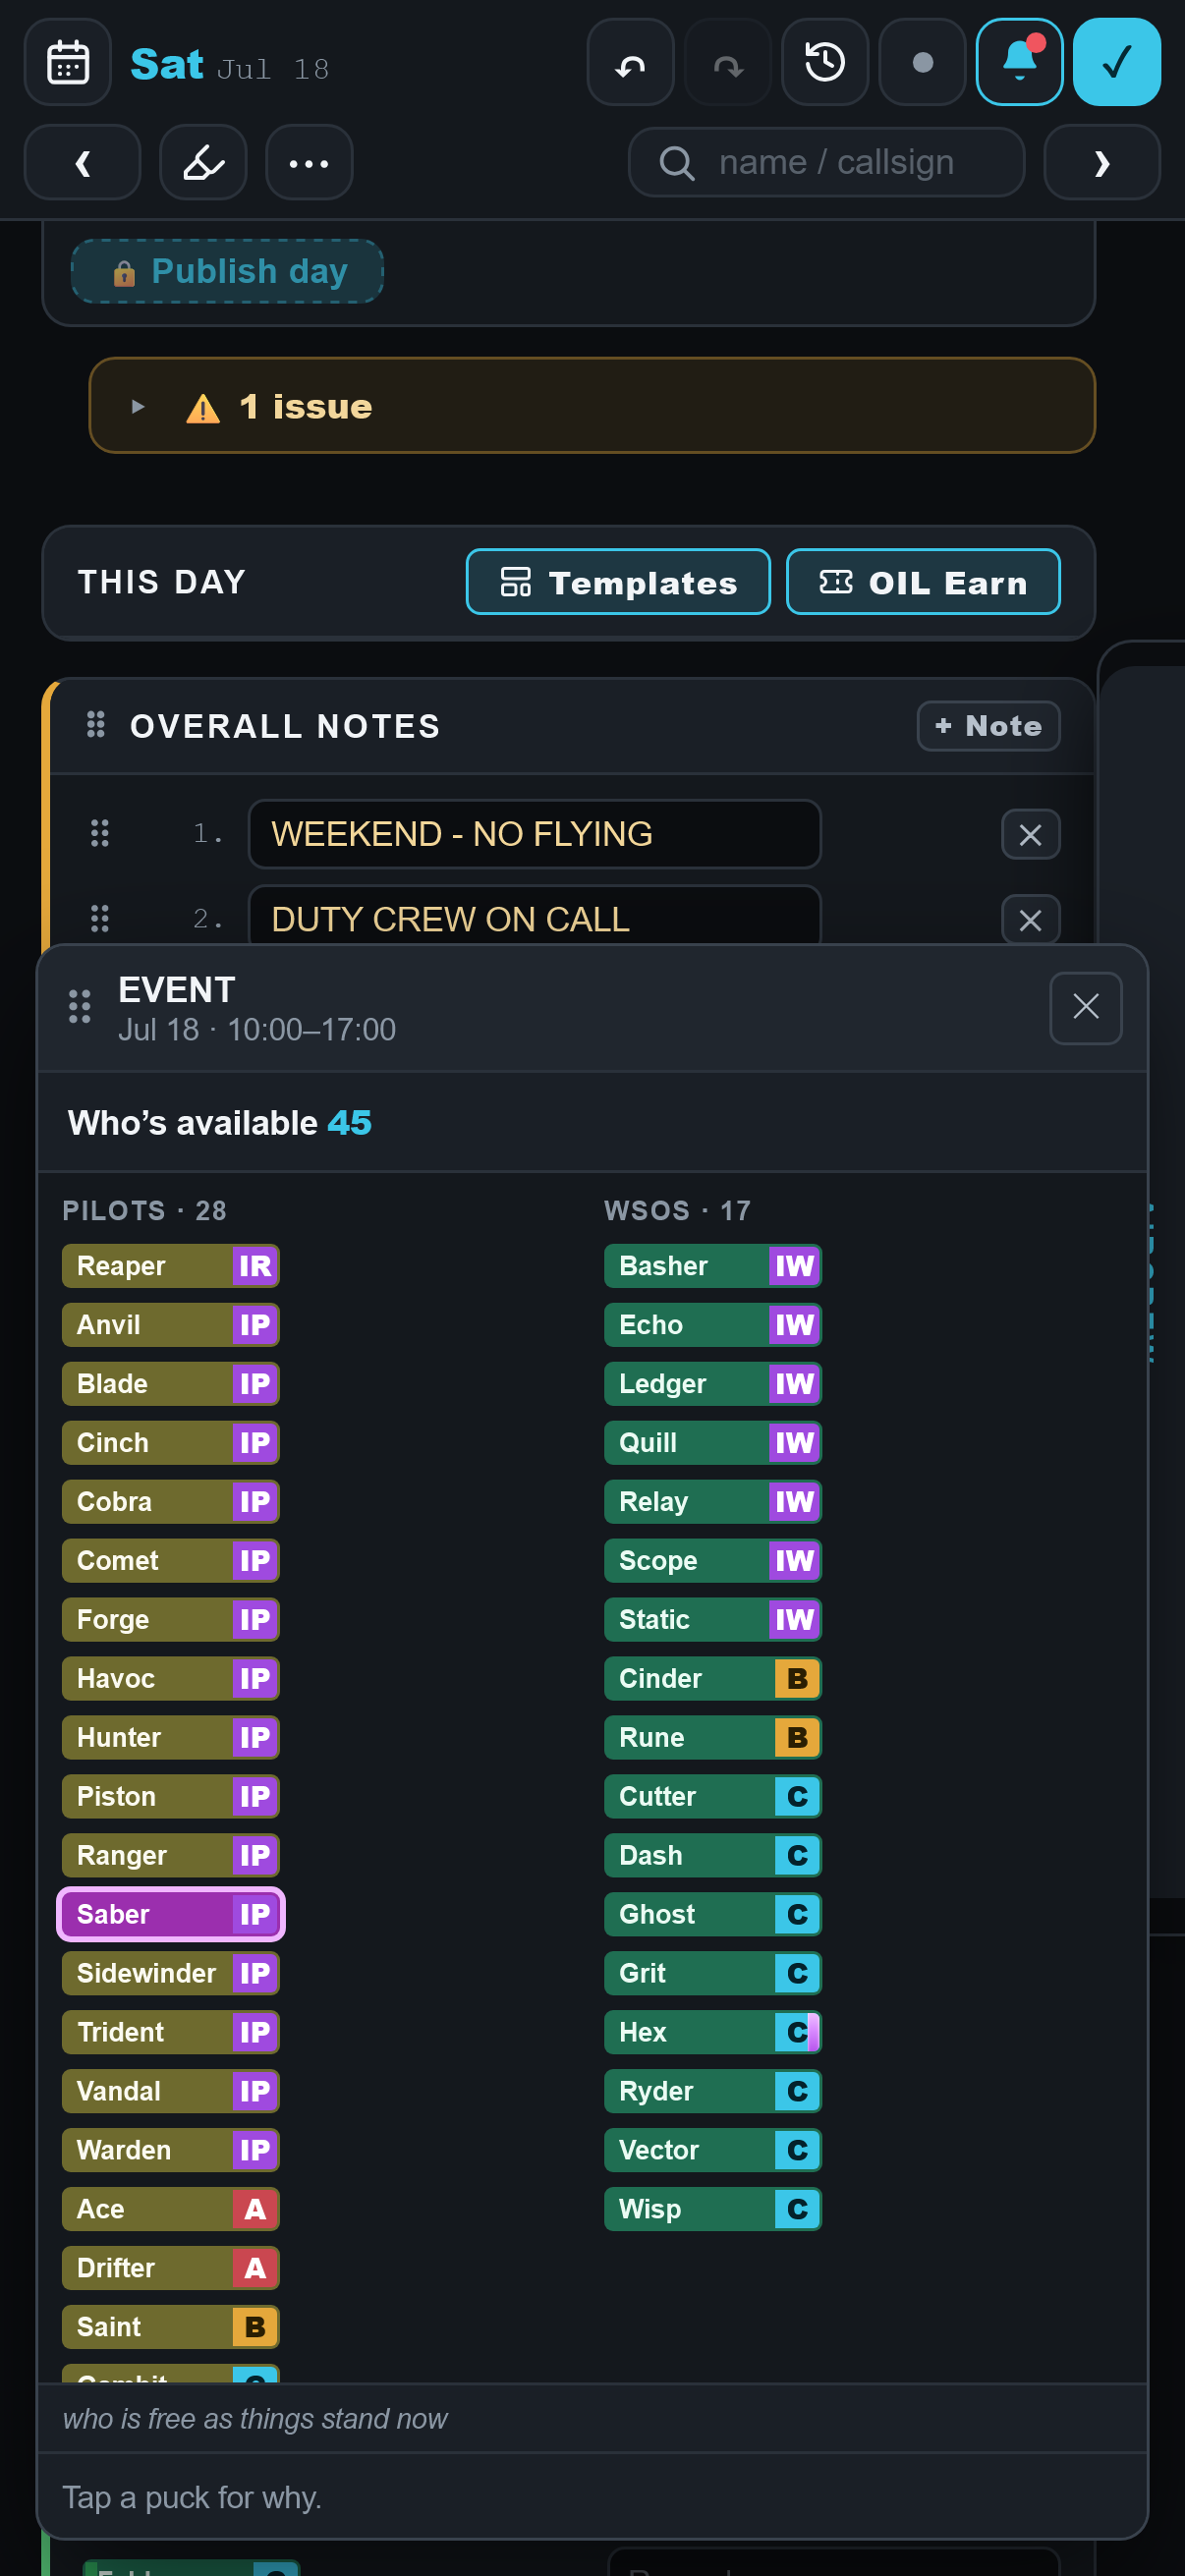 Sat Jul 18
name / callsign
Publish day
1 issue
THIS DAY
Templates
OIL Earn
OVERALL NOTES
+ Note
1. WEEKEND - NO FLYING
2. DUTY CREW ON CALL
EVENT
Jul 18 · 10:00–17:00
Who’s available 45
PILOTS · 28
Reaper IR
Anvil IP
Blade IP
Cinch IP
Cobra IP
Comet IP
Forge IP
Havoc IP
Hunter IP
Piston IP
Ranger IP
Saber IP
Sidewinder IP
Trident IP
Vandal IP
Warden IP
Ace A
Drifter A
Saint B
WSOS · 17
Basher IW
Echo IW
Ledger IW
Quill IW
Relay IW
Scope IW
Static IW
Cinder B
Rune B
Cutter C
Dash C
Ghost C
Grit C
Hex C
Ryder C
Vector C
Wisp C
who is free as things stand now
Tap a puck for why.